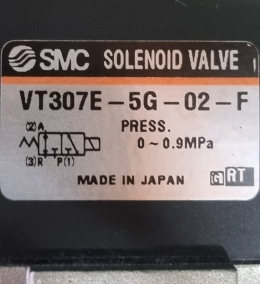 SMC SOLENOID VALVE
VT307E-5G-02-F
(2)A
PRESS.
0~0.9MPa
(3)R P(1)
MADE IN JAPAN
G RT